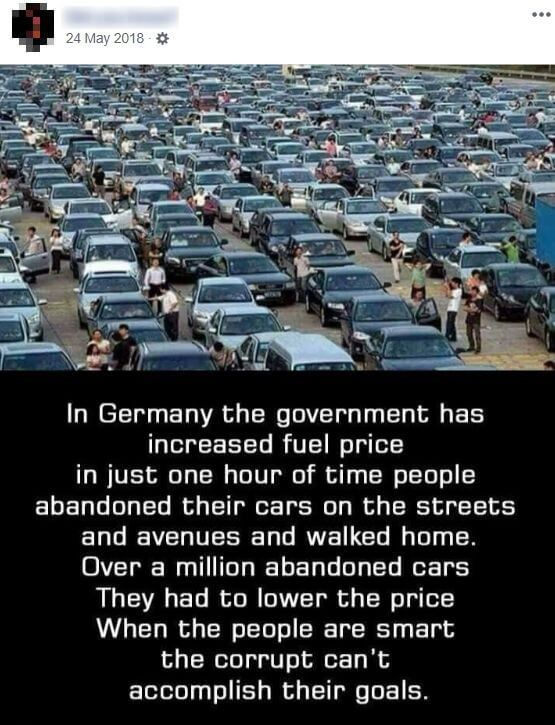 24 May 2018
In Germany the government has
increased fuel price
in just one hour of time people
abandoned their cars on the streets
and avenues and walked home.
Over a million abandoned cars
They had to lower the price
When the people are smart
the corrupt can't
accomplish their goals.